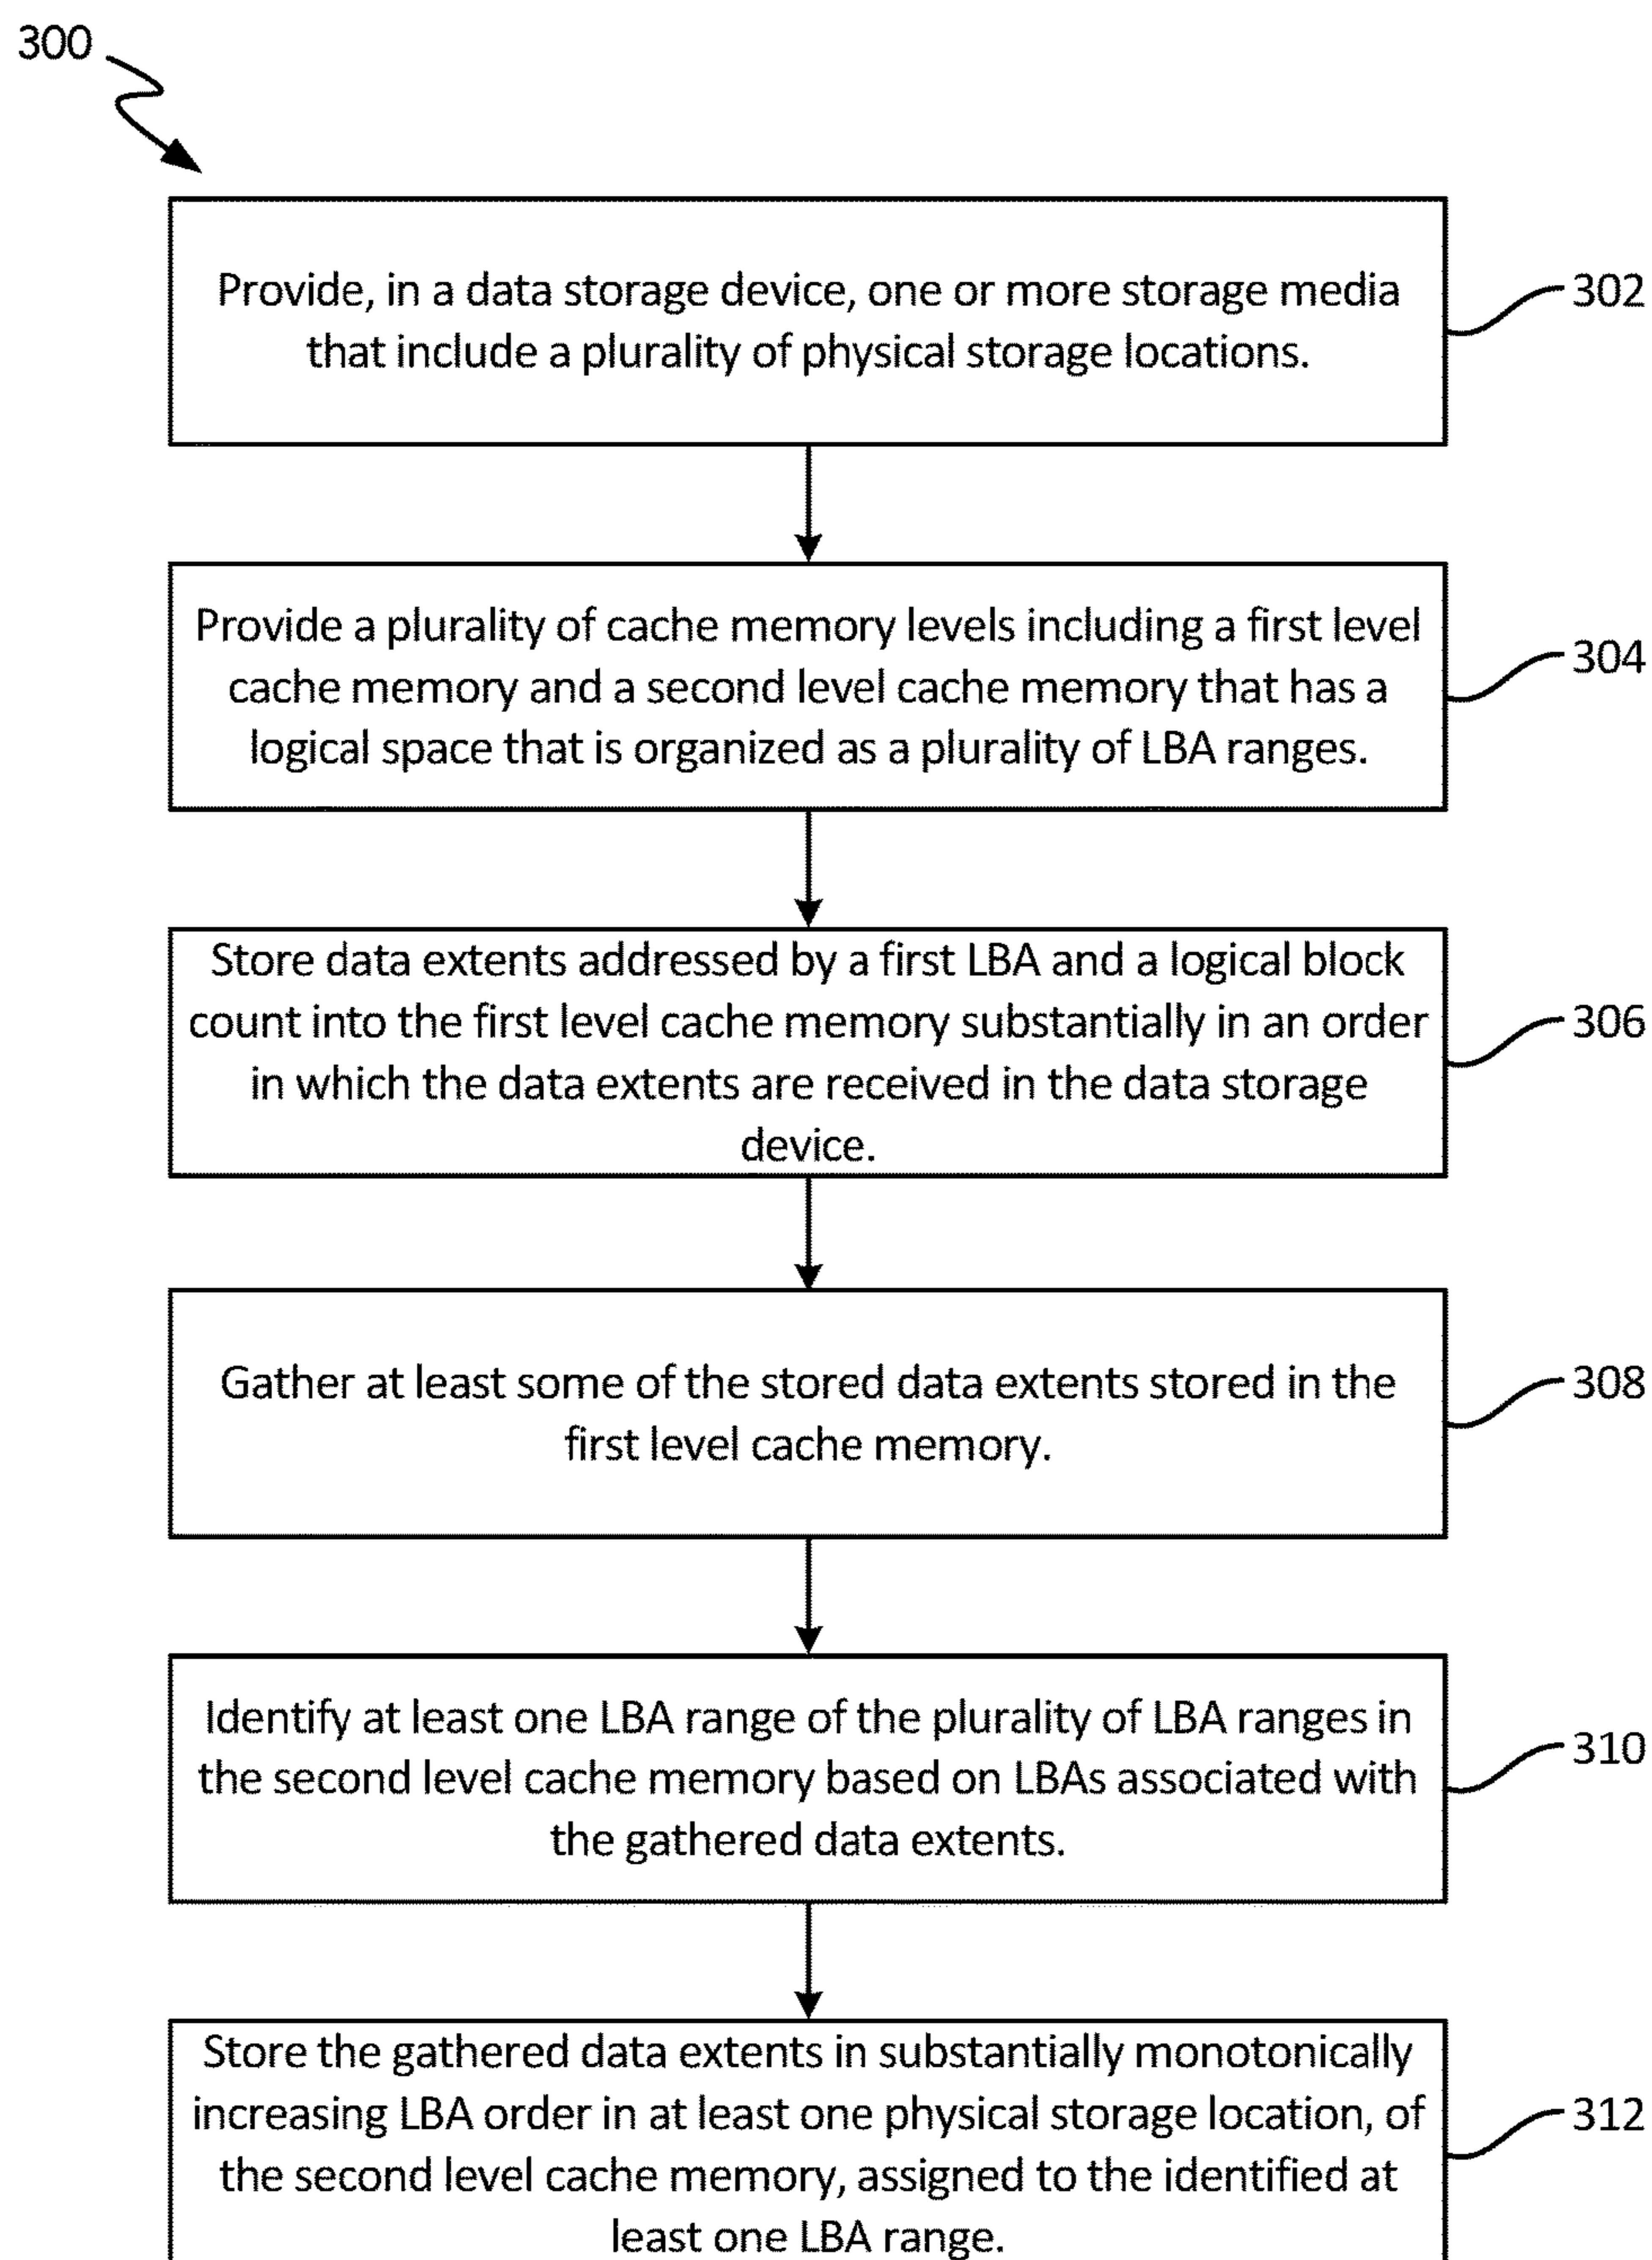 300
Provide, in a data storage device, one or more storage media
that include a plurality of physical storage locations.
302
Provide a plurality of cache memory levels including a first level
cache memory and a second level cache memory that has a
logical space that is organized as a plurality of LBA ranges.
304
Store data extents addressed by a first LBA and a logical block
count into the first level cache memory substantially in an order
in which the data extents are received in the data storage
device.
306
Gather at least some of the stored data extents stored in the
first level cache memory.
308
Identify at least one LBA range of the plurality of LBA ranges in
the second level cache memory based on LBAs associated with
the gathered data extents.
310
Store the gathered data extents in substantially monotonically
increasing LBA order in at least one physical storage location, of
the second level cache memory, assigned to the identified at
least one LBA range.
312